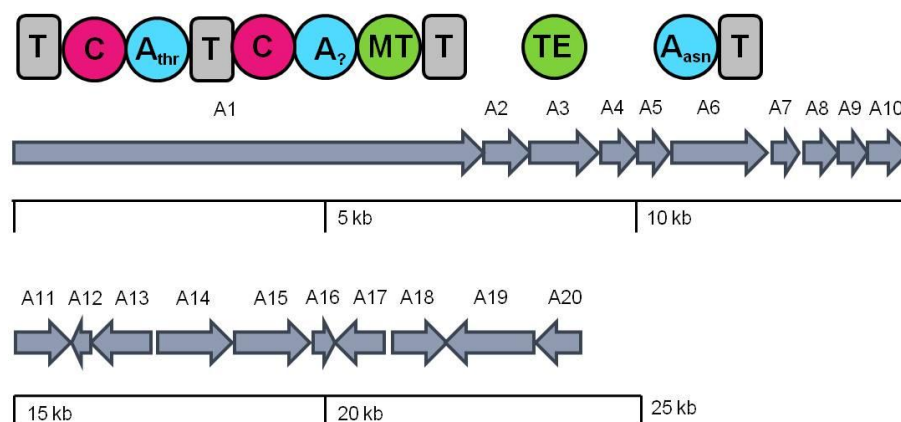 T C Athr T C A? MT T TE Aasn T
A1 A2 A3 A4 A5 A6 A7 A8 A9 A10
5 kb 10 kb
A11 A12 A13 A14 A15 A16 A17 A18 A19 A20
15 kb 20 kb 25 kb